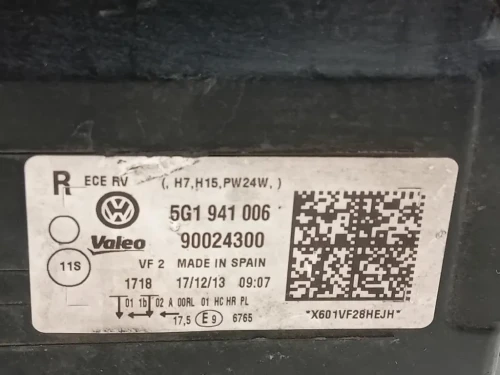 R ECE RV (, H7,H15,PW24W, )
VW 5G1 941 006
Valeo 90024300
11S VF 2 MADE IN SPAIN
1718 17/12/13 09:07
01 1b 02 A 00RL 01 HC HR PL
17,5 E9 6765
*X601VF28HEJH*